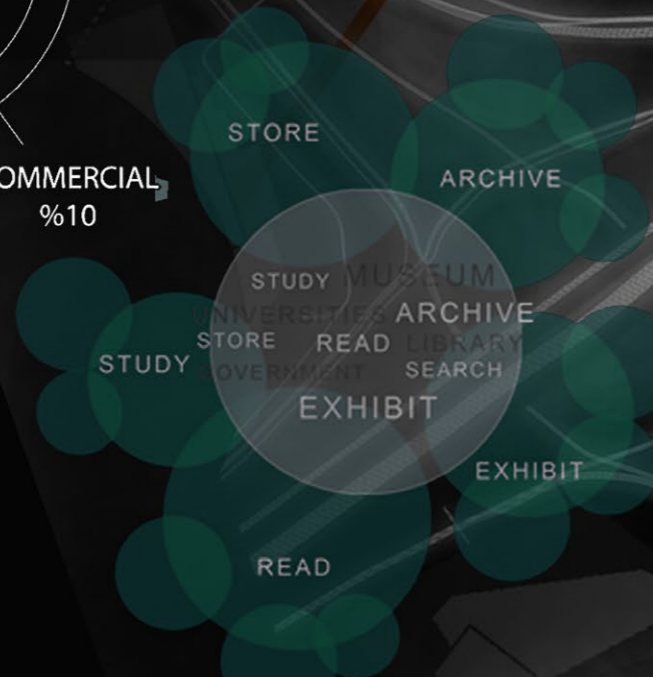 STORE
ARCHIVE
OMMERCIAL
%10
STUDY MUSEUM
UNIVERSITIES ARCHIVE
STORE READ LIBRARY
GOVERNMENT SEARCH
EXHIBIT
STUDY
EXHIBIT
READ